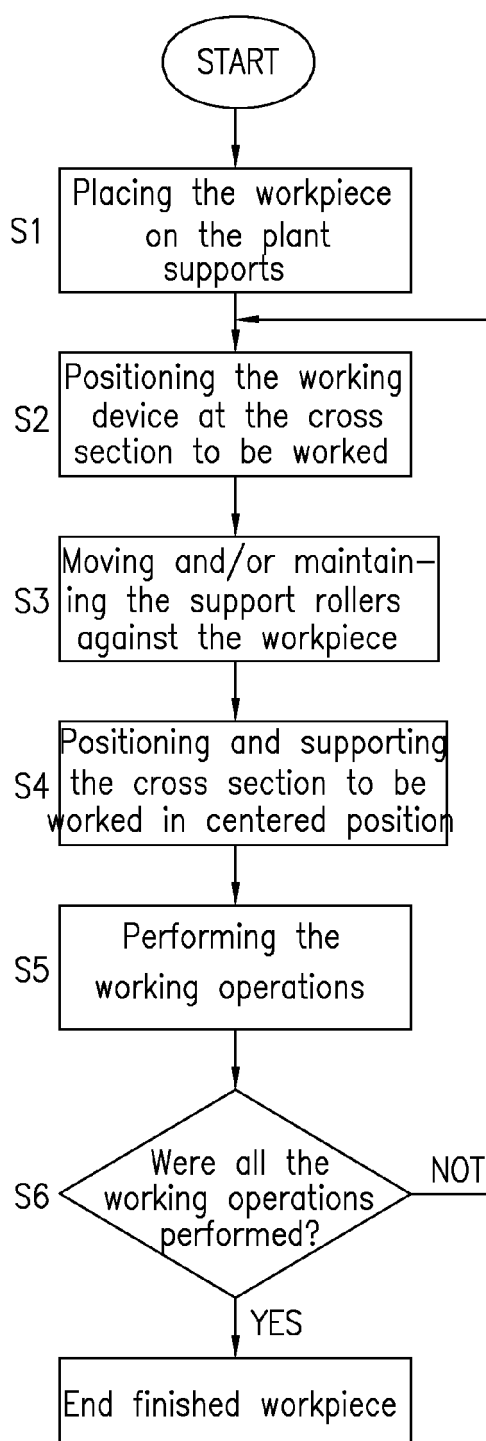 START
S1
Placing the workpiece
on the plant
supports
S2
Positioning the working
device at the cross
section to be worked
S3
Moving and/or maintain-
ing the support rollers
against the workpiece
S4
Positioning and supporting
the cross section to be
worked in centered position
S5
Performing the
working operations
S6
Were all the
working operations
performed?
NOT
YES
End finished workpiece